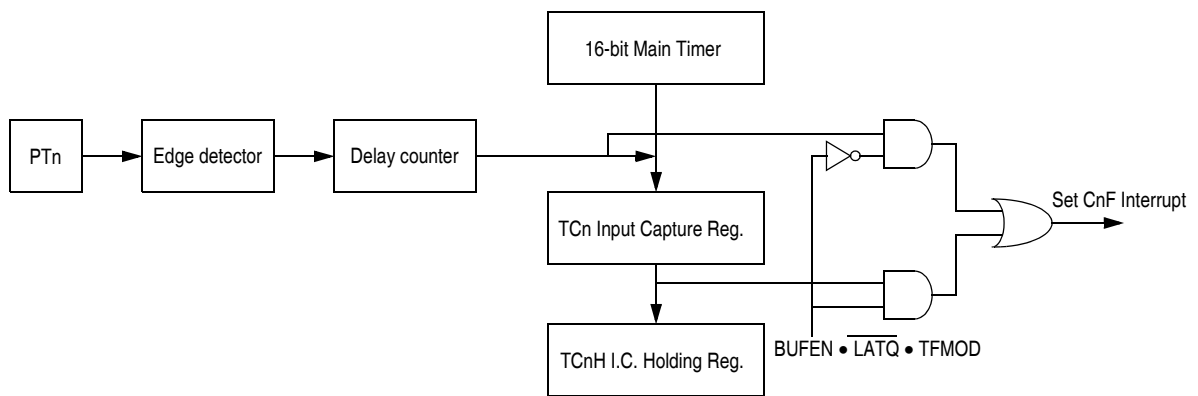 16-bit Main Timer
PTn
Edge detector
Delay counter
TCn Input Capture Reg.
Set CnF Interrupt
TCnH I.C. Holding Reg.
BUFEN • L̅A̅T̅Q̅ • TFMOD